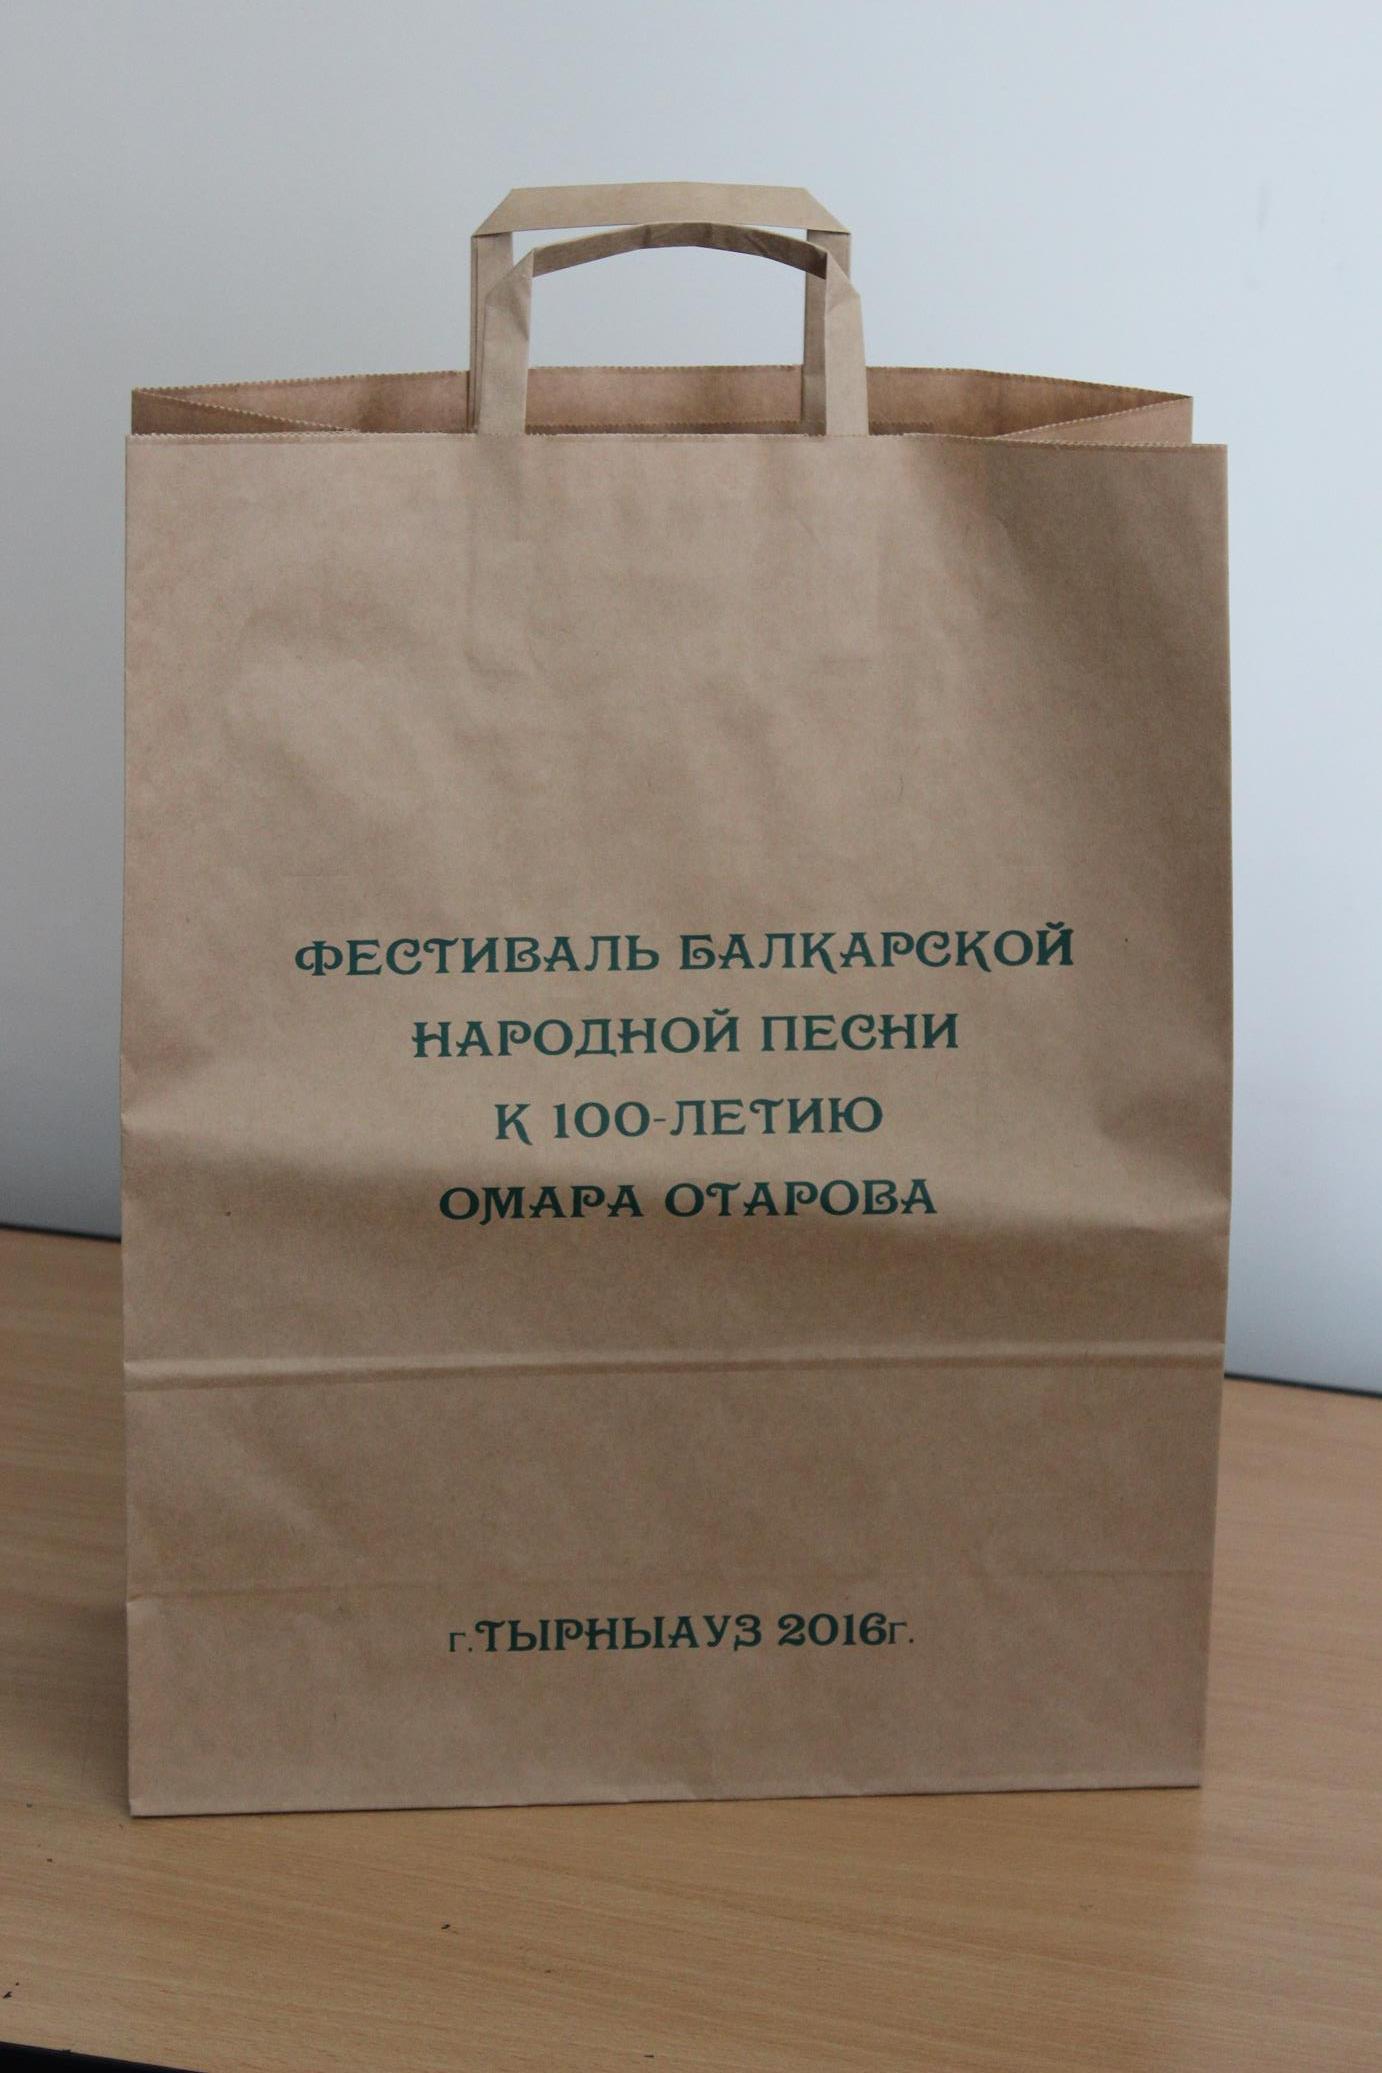 ФЕСТИВАЛЬ БАЛКАРСКОЙ
НАРОДНОЙ ПЕСНИ
К 100-ЛЕТИЮ
ОМАРА ОТАРОВА
г. ТЫРНЫАУЗ 2016г.